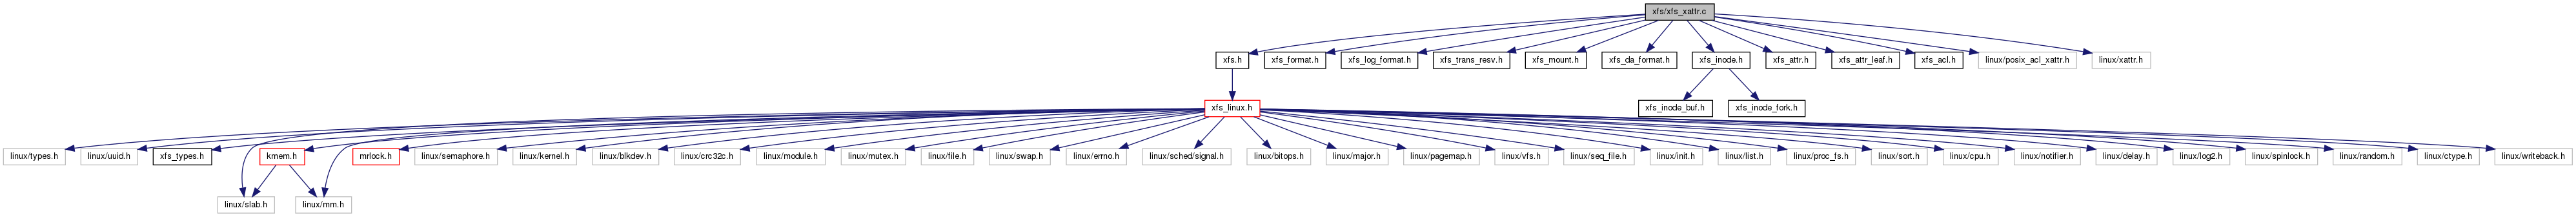 xfs/xfs_xattr.c
xfs.h
xfs_format.h
xfs_log_format.h
xfs_trans_resv.h
xfs_mount.h
xfs_da_format.h
xfs_inode.h
xfs_attr.h
xfs_attr_leaf.h
xfs_acl.h
linux/posix_acl_xattr.h
linux/xattr.h
xfs_linux.h
xfs_inode_buf.h
xfs_inode_fork.h
linux/types.h
linux/uuid.h
xfs_types.h
kmem.h
mrlock.h
linux/semaphore.h
linux/kernel.h
linux/blkdev.h
linux/crc32c.h
linux/module.h
linux/mutex.h
linux/file.h
linux/swap.h
linux/errno.h
linux/sched/signal.h
linux/bitops.h
linux/major.h
linux/pagemap.h
linux/vfs.h
linux/seq_file.h
linux/init.h
linux/list.h
linux/proc_fs.h
linux/sort.h
linux/cpu.h
linux/notifier.h
linux/delay.h
linux/log2.h
linux/spinlock.h
linux/random.h
linux/ctype.h
linux/writeback.h
linux/slab.h
linux/mm.h